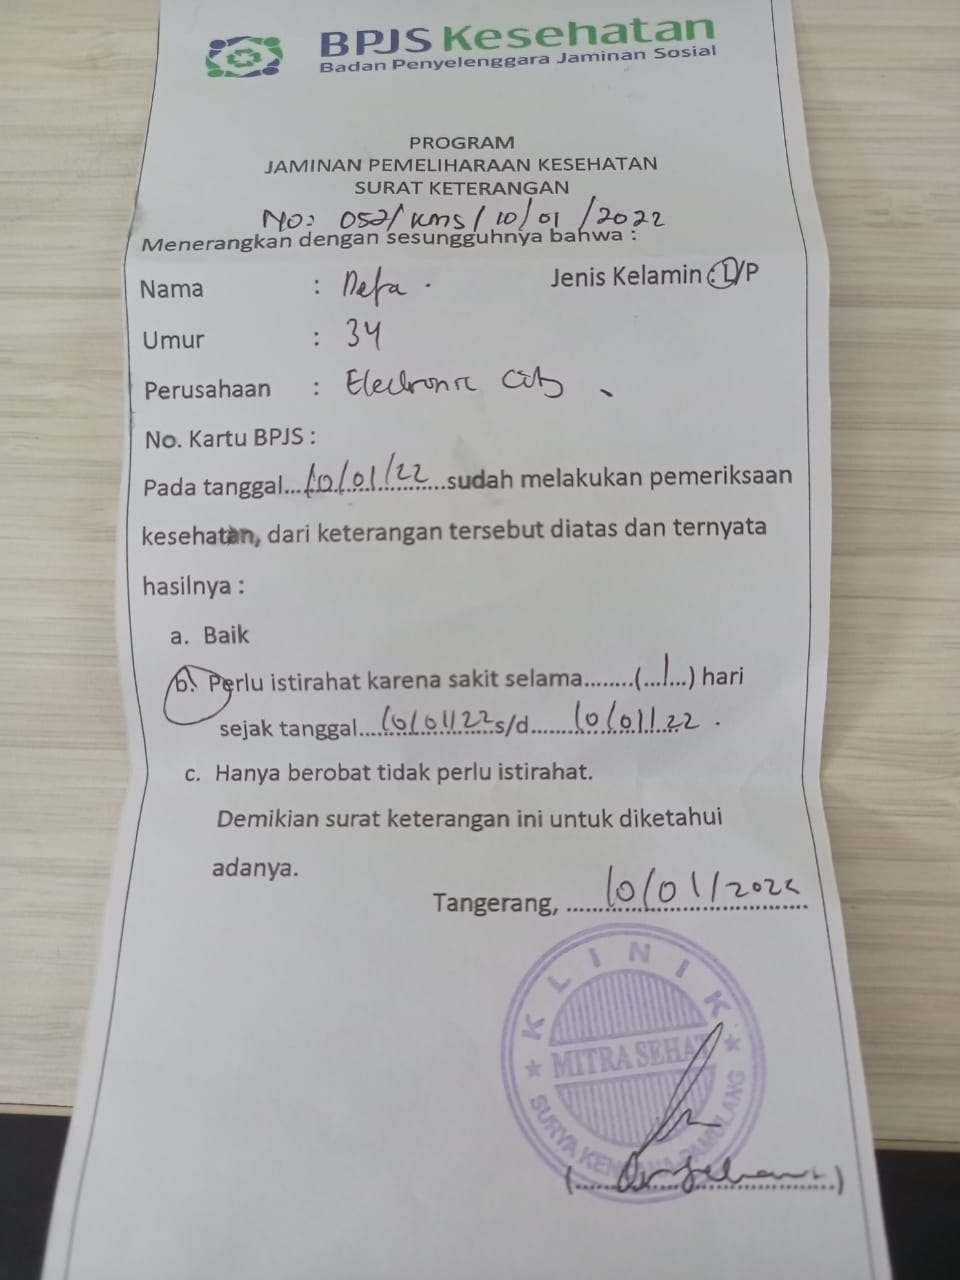 BPJS Kesehatan
Badan Penyelenggara Jaminan Sosial
PROGRAM
JAMINAN PEMELIHARAAN KESEHATAN
SURAT KETERANGAN
No: 052/KMS/10/01/2022
Menerangkan dengan sesungguhnya bahwa :
Nama : Defa . Jenis Kelamin : L/P
Umur : 34
Perusahaan : Electronic City
No. Kartu BPJS :
Pada tanggal...10/01/22...sudah melakukan pemeriksaan
kesehatan, dari keterangan tersebut diatas dan ternyata
hasilnya :
a. Baik
b. Perlu istirahat karena sakit selama........(...1...) hari
sejak tanggal....10/01/22 s/d.......10/01/22 .
c. Hanya berobat tidak perlu istirahat.
Demikian surat keterangan ini untuk diketahui
adanya.
Tangerang, ...10/01/2022
KLINIK
MITRA SEHAT
SURYA KENCANA PAMULANG